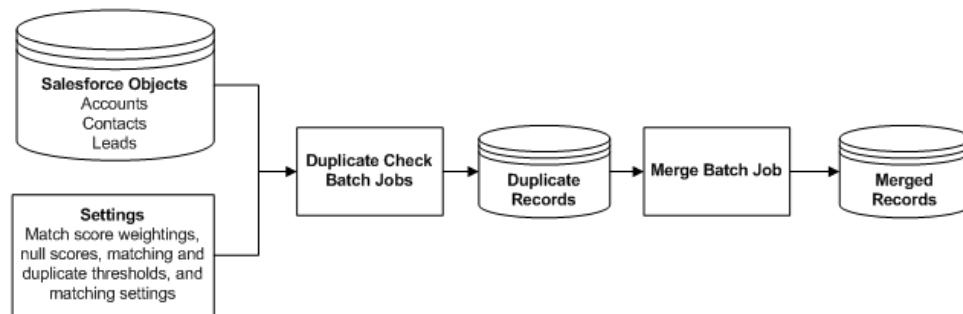 Salesforce Objects
Accounts
Contacts
Leads
Duplicate Check
Batch Jobs
Duplicate
Records
Merge Batch Job
Merged
Records
Settings
Match score weightings,
null scores, matching and
duplicate thresholds, and
matching settings